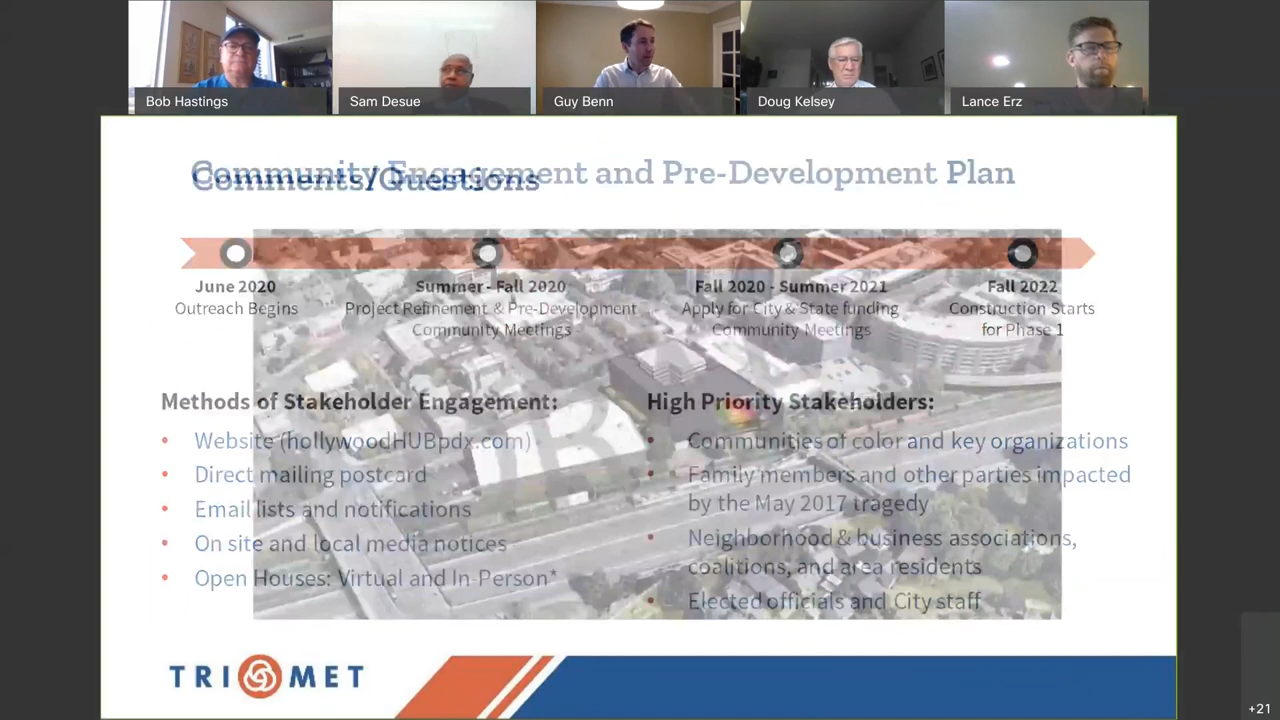 Bob Hastings
Sam Desue
Guy Benn
Doug Kelsey
Lance Erz
Community Engagement and Pre-Development Plan
Comments/Questions
June 2020
Outreach Begins
Summer - Fall 2020
Project Refinement & Pre-Development
Community Meetings
Fall 2020 - Summer 2021
Apply for City & State funding
Community Meetings
Fall 2022
Construction Starts
for Phase 1
Methods of Stakeholder Engagement:
• Website (hollywoodHUBpdx.com)
• Direct mailing postcard
• Email lists and notifications
• On site and local media notices
• Open Houses: Virtual and In-Person*
High Priority Stakeholders:
• Communities of color and key organizations
• Family members and other parties impacted
by the May 2017 tragedy
• Neighborhood & business associations,
coalitions, and area residents
• Elected officials and City staff
TRI MET
+21